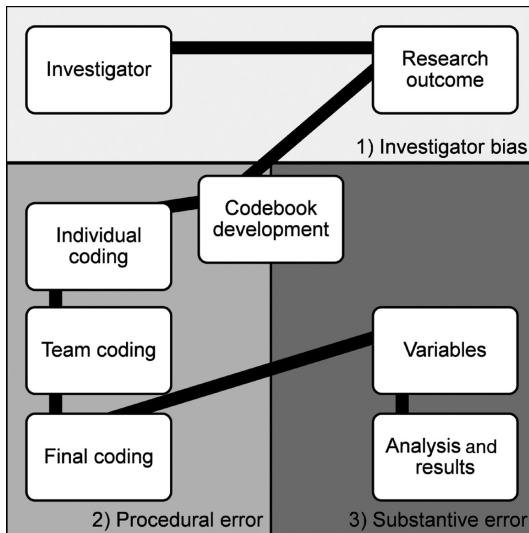 Investigator
Research
outcome
1) Investigator bias
Codebook
development
Individual
coding
Team coding
Variables
Final coding
Analysis and
results
2) Procedural error
3) Substantive error